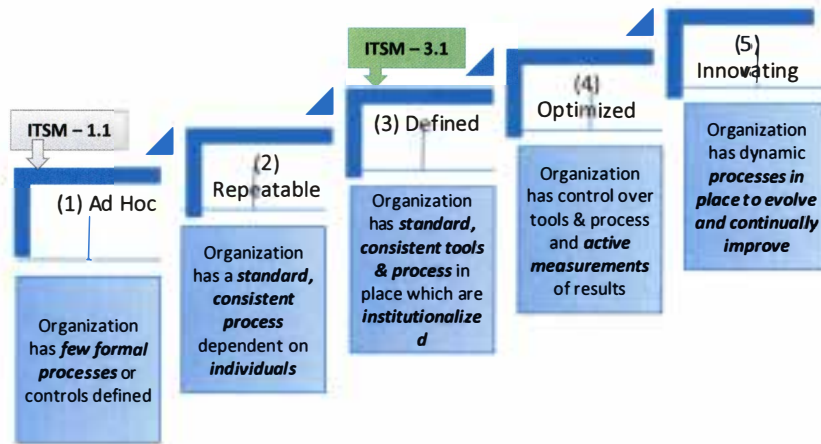 ITSM – 1.1
(1) Ad Hoc
Organization
has few formal
processes or
controls defined
(2)
Repeatable
Organization
has a standard,
consistent
process
dependent on
individuals
ITSM – 3.1
(3) Defined
Organization
has standard,
consistent tools
& process in
place which are
institutionalize
d
(4)
Optimized
Organization
has control over
tools & process
and active
measurements
of results
(5)
Innovating
Organization
has dynamic
processes in
place to evolve
and continually
improve